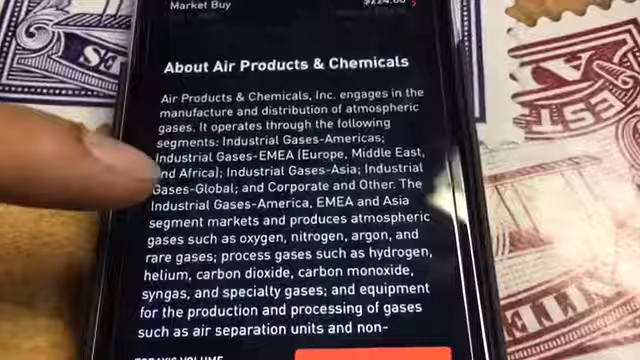 Market Buy
About Air Products & Chemicals
Air Products & Chemicals, Inc. engages in the
manufacture and distribution of atmospheric
gases. It operates through the following
segments: Industrial Gases-Americas;
Industrial Gases-EMEA (Europe, Middle East,
and Africa); Industrial Gases-Asia; Industrial
Gases-Global; and Corporate and Other. The
Industrial Gases-America, EMEA and Asia
segment markets and produces atmospheric
gases such as oxygen, nitrogen, argon, and
rare gases; process gases such as hydrogen,
helium, carbon dioxide, carbon monoxide,
syngas, and specialty gases; and equipment
for the production and processing of gases
such as air separation units and non-
TODAY'S VOLUME